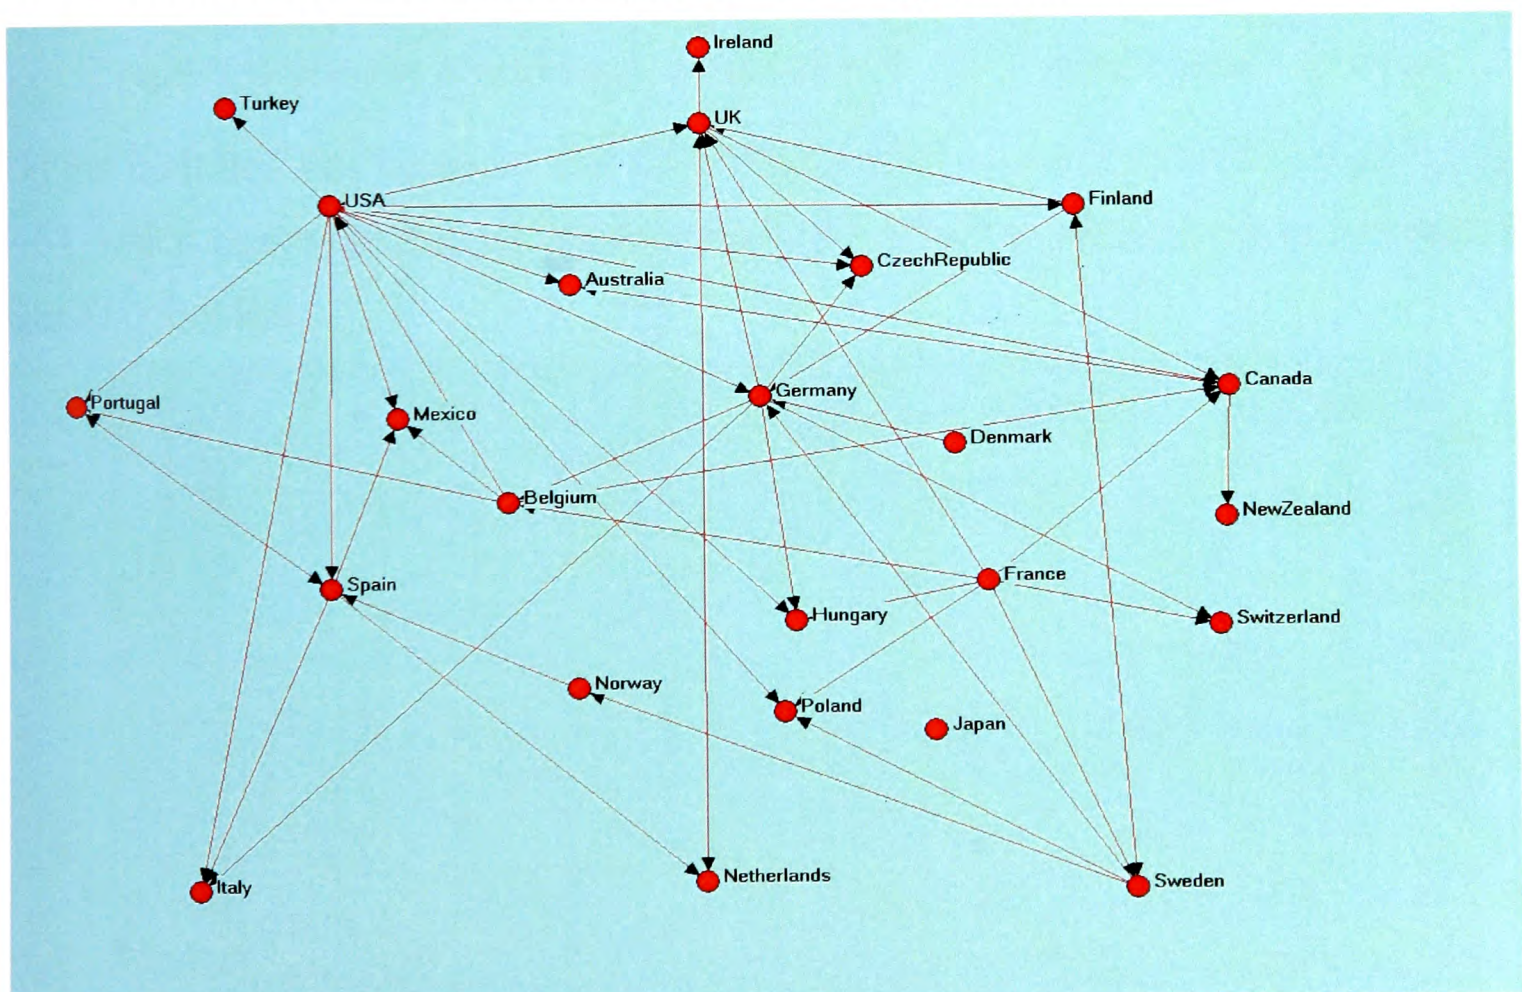 Ireland
Turkey
UK
USA
Finland
CzechRepublic
Australia
Canada
Portugal
Mexico
Germany
Denmark
Belgium
NewZealand
Spain
France
Hungary
Switzerland
Norway
Poland
Japan
Italy
Netherlands
Sweden